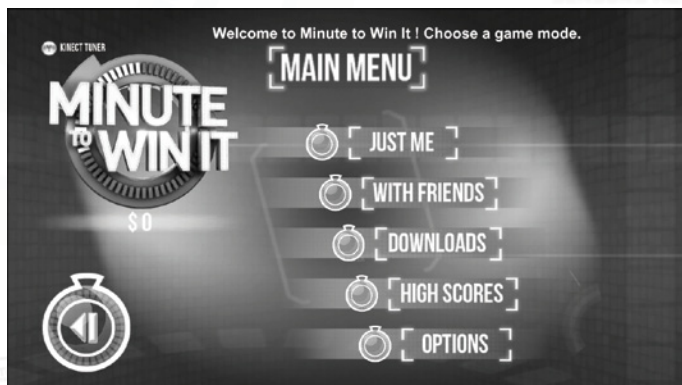 Welcome to Minute to Win It ! Choose a game mode.
KINECT TUNER
MAIN MENU
MINUTE
TO
WIN IT
$0
JUST ME
WITH FRIENDS
DOWNLOADS
HIGH SCORES
OPTIONS